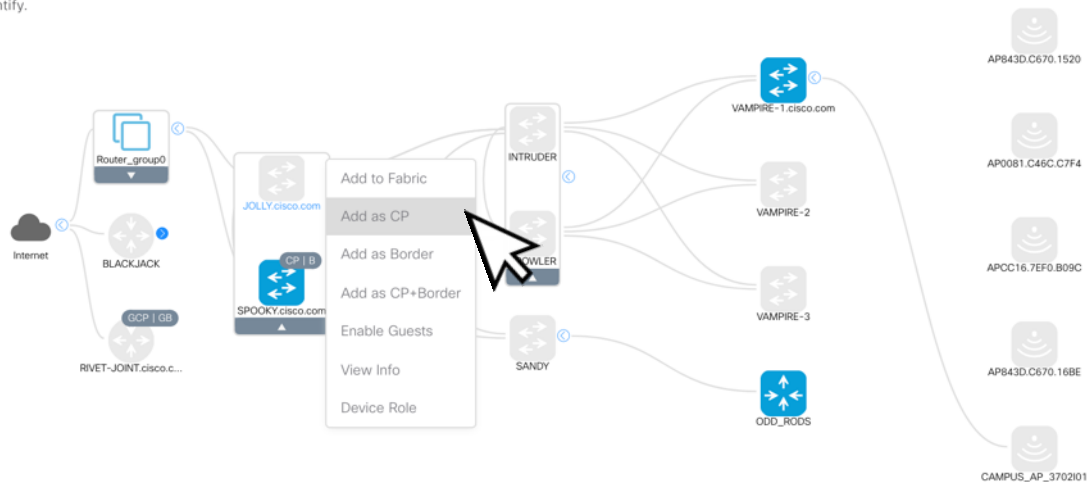 ntify.
AP843D.C670.1520
VAMPIRE-1.cisco.com
Router_group0
INTRUDER
AP0081.C46C.C7F4
Add to Fabric
JOLLY.cisco.com
Add as CP
VAMPIRE-2
Internet
BLACKJACK
CP | B
Add as Border
OWLER
APCC16.7EF0.B09C
Add as CP+Border
SPOOKY.cisco.com
GCP | GB
Enable Guests
VAMPIRE-3
RIVET-JOINT.cisco.c...
View Info
SANDY
AP843D.C670.16BE
Device Role
ODD_RODS
CAMPUS_AP_3702I01